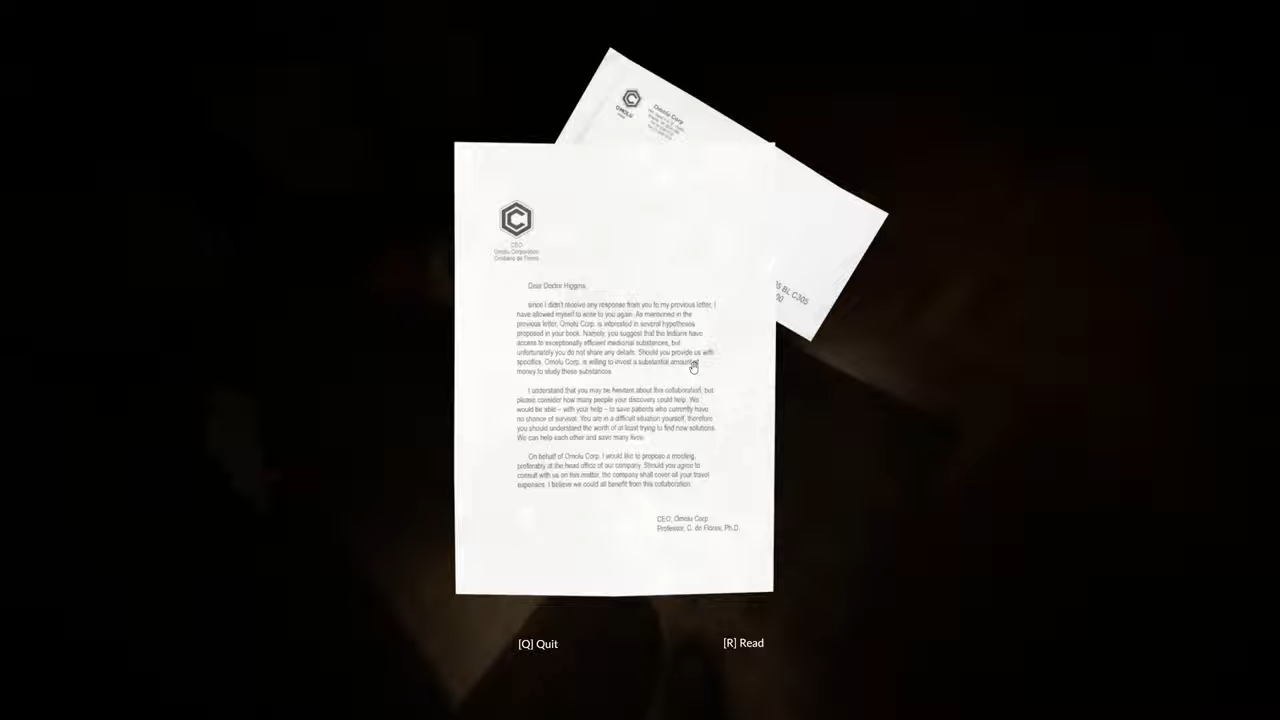 OMOLU
Omolu Corp
CEO
Omolu Corporation
Cristiano de Flores
Dear Doctor Higgins,
since I didn't receive any response from you to my previous letter, I
have allowed myself to write to you again. As mentioned in the
previous letter, Omolu Corp. is interested in several hypotheses
proposed in your book. Namely, you suggest that the Indians have
access to exceptionally efficient medicinal substances, but
unfortunately you do not share any details. Should you provide us with
specifics, Omolu Corp. is willing to invest a substantial amount of
money to study these substances.
I understand that you may be hesitant about this collaboration, but
please consider how many people your discovery could help. We
would be able – with your help – to save patients who currently have
no chance of survival. You are in a difficult situation yourself, therefore
you should understand the worth of at least trying to find new solutions.
We can help each other and save many lives.
On behalf of Omolu Corp. I would like to propose a meeting,
preferably at the head office of our company. Should you agree to
consult with us on this matter, the company shall cover all your travel
expenses. I believe we could all benefit from this collaboration.
CEO, Omolu Corp
Professor, C. de Flores, Ph.D.
BL C305
[Q] Quit
[R] Read